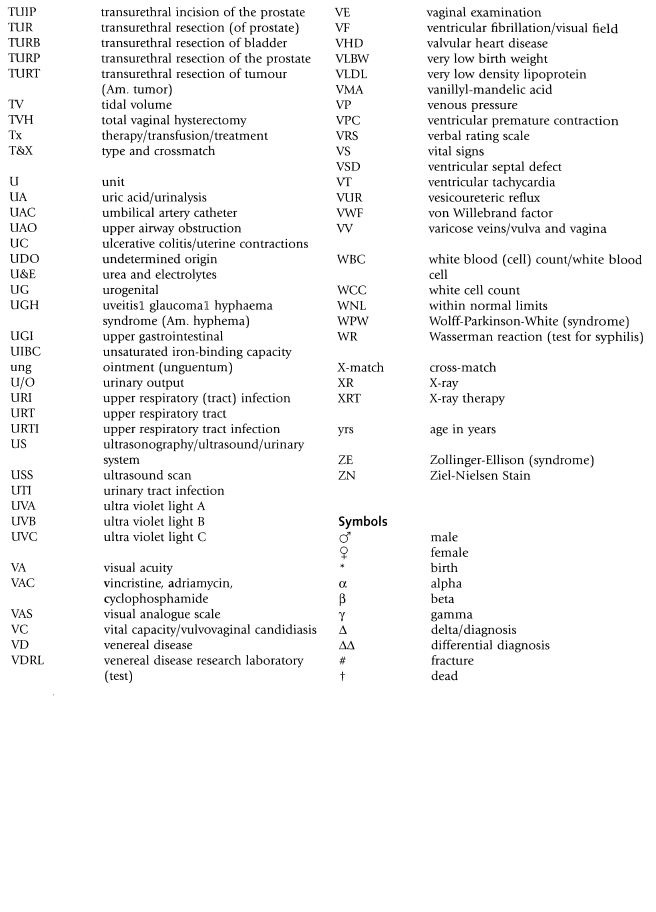 TUIP transurethral incision of the prostate
TUR transurethral resection (of prostate)
TURB transurethral resection of bladder
TURP transurethral resection of the prostate
TURT transurethral resection of tumour
(Am. tumor)
TV tidal volume
TVH total vaginal hysterectomy
Tx therapy/transfusion/treatment
T&X type and crossmatch
U unit
UA uric acid/urinalysis
UAC umbilical artery catheter
UAO upper airway obstruction
UC ulcerative colitis/uterine contractions
UDO undetermined origin
U&E urea and electrolytes
UG urogenital
UGH uveitis1 glaucoma1 hyphaema
syndrome (Am. hyphema)
UGI upper gastrointestinal
UIBC unsaturated iron-binding capacity
ung ointment (unguentum)
U/O urinary output
URI upper respiratory (tract) infection
URT upper respiratory tract
URTI upper respiratory tract infection
US ultrasonography/ultrasound/urinary
system
USS ultrasound scan
UTI urinary tract infection
UVA ultra violet light A
UVB ultra violet light B
UVC ultra violet light C
VA visual acuity
VAC vincristine, adriamycin,
cyclophosphamide
VAS visual analogue scale
VC vital capacity/vulvovaginal candidiasis
VD venereal disease
VDRL venereal disease research laboratory
(test)
VE vaginal examination
VF ventricular fibrillation/visual field
VHD valvular heart disease
VLBW very low birth weight
VLDL very low density lipoprotein
VMA vanillyl-mandelic acid
VP venous pressure
VPC ventricular premature contraction
VRS verbal rating scale
VS vital signs
VSD ventricular septal defect
VT ventricular tachycardia
VUR vesicoureteric reflux
VWF von Willebrand factor
VV varicose veins/vulva and vagina
WBC white blood (cell) count/white blood
cell
WCC white cell count
WNL within normal limits
WPW Wolff-Parkinson-White (syndrome)
WR Wasserman reaction (test for syphilis)
X-match cross-match
XR X-ray
XRT X-ray therapy
yrs age in years
ZE Zollinger-Ellison (syndrome)
ZN Ziel-Nielsen Stain
Symbols
♂ male
♀ female
* birth
α alpha
β beta
γ gamma
Δ delta/diagnosis
ΔΔ differential diagnosis
# fracture
† dead